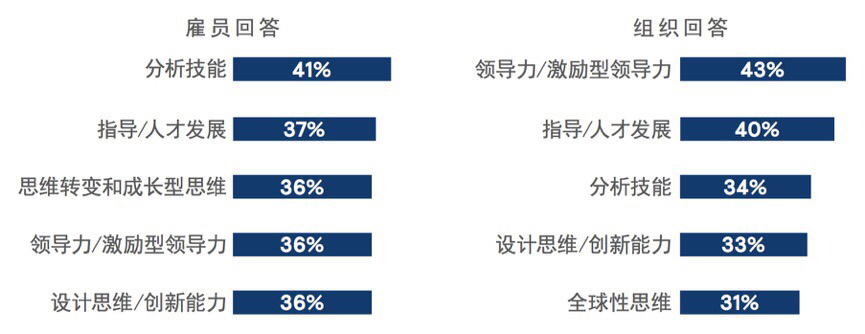 雇员回答
分析技能 41%
指导/人才发展 37%
思维转变和成长型思维 36%
领导力/激励型领导力 36%
设计思维/创新能力 36%
组织回答
领导力/激励型领导力 43%
指导/人才发展 40%
分析技能 34%
设计思维/创新能力 33%
全球性思维 31%